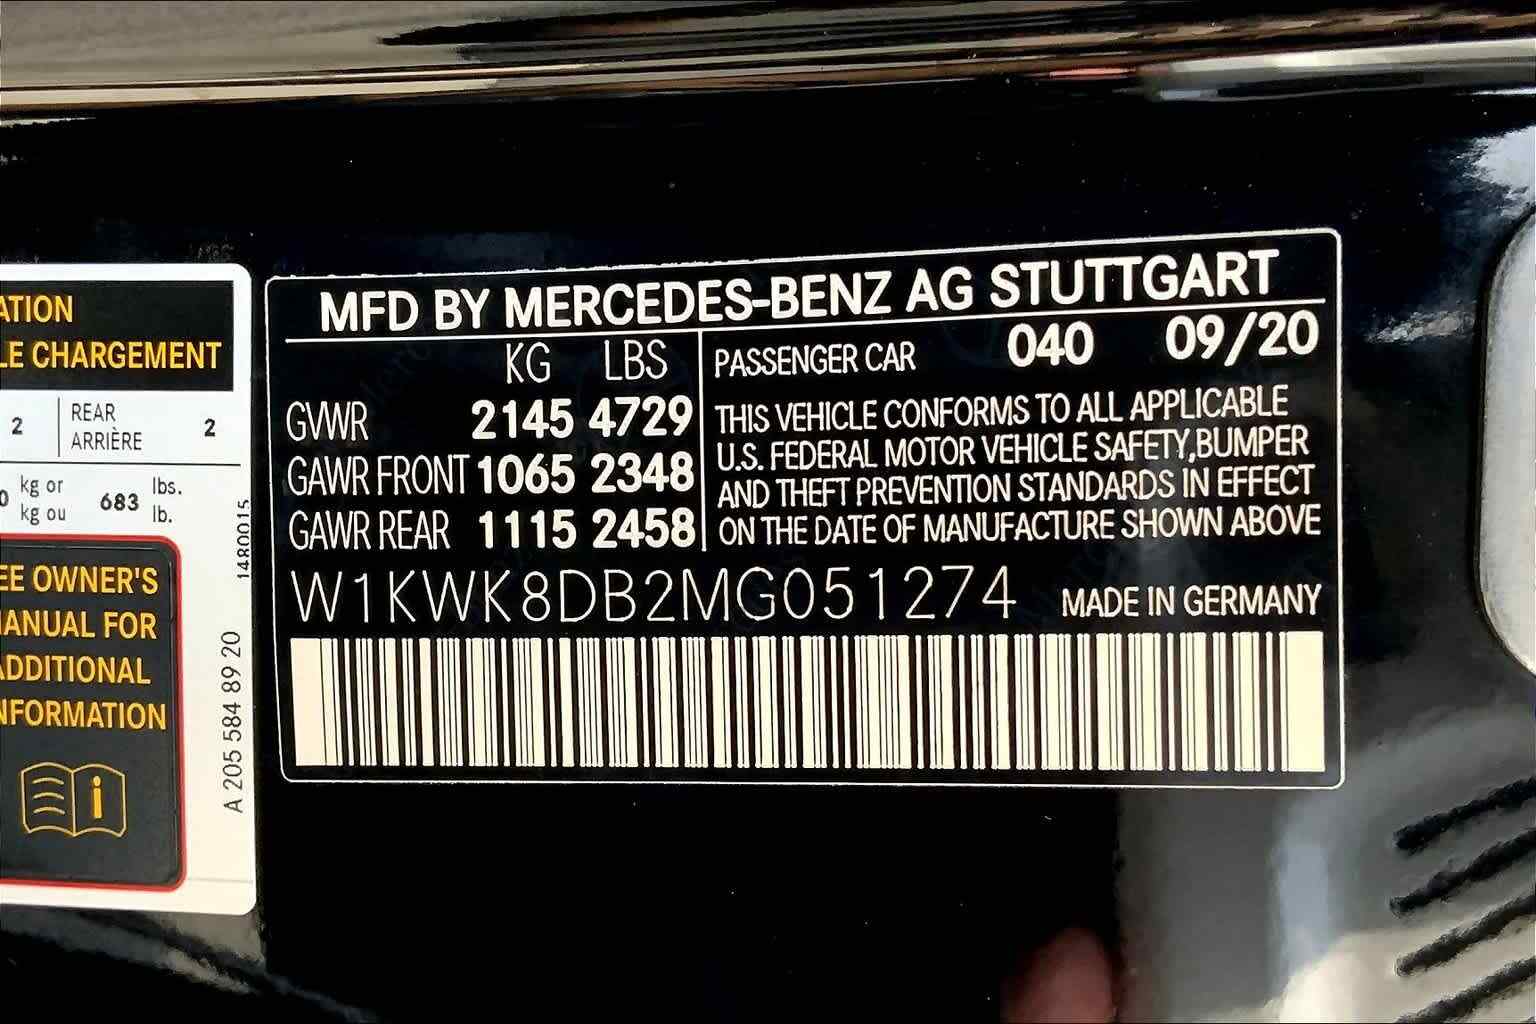 ATION
LE CHARGEMENT
2
REAR
ARRIÈRE
2
0 kg or 683 lbs.
kg ou lb.
EE OWNER'S
ANUAL FOR
ADDITIONAL
NFORMATION
1480015
A 205 584 89 20
MFD BY MERCEDES-BENZ AG STUTTGART
KG LBS
GVWR 2145 4729
GAWR FRONT 1065 2348
GAWR REAR 1115 2458
PASSENGER CAR 040 09/20
THIS VEHICLE CONFORMS TO ALL APPLICABLE
U.S. FEDERAL MOTOR VEHICLE SAFETY,BUMPER
AND THEFT PREVENTION STANDARDS IN EFFECT
ON THE DATE OF MANUFACTURE SHOWN ABOVE
W1KWK8DB2MG051274
MADE IN GERMANY